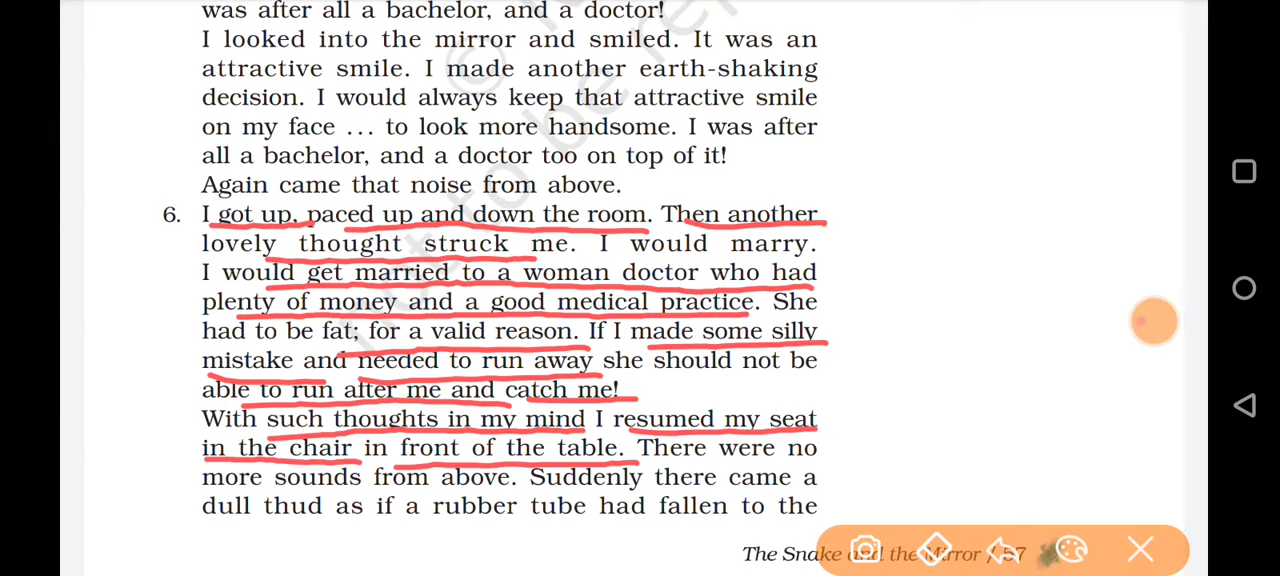 was after all a bachelor, and a doctor!
I looked into the mirror and smiled. It was an
attractive smile. I made another earth-shaking
decision. I would always keep that attractive smile
on my face ... to look more handsome. I was after
all a bachelor, and a doctor too on top of it!
Again came that noise from above.
6. I got up, paced up and down the room. Then another
lovely thought struck me. I would marry.
I would get married to a woman doctor who had
plenty of money and a good medical practice. She
had to be fat; for a valid reason. If I made some silly
mistake and needed to run away she should not be
able to run after me and catch me!
With such thoughts in my mind I resumed my seat
in the chair in front of the table. There were no
more sounds from above. Suddenly there came a
dull thud as if a rubber tube had fallen to the
The Snake and the Mirror / 57
© 
not to be re